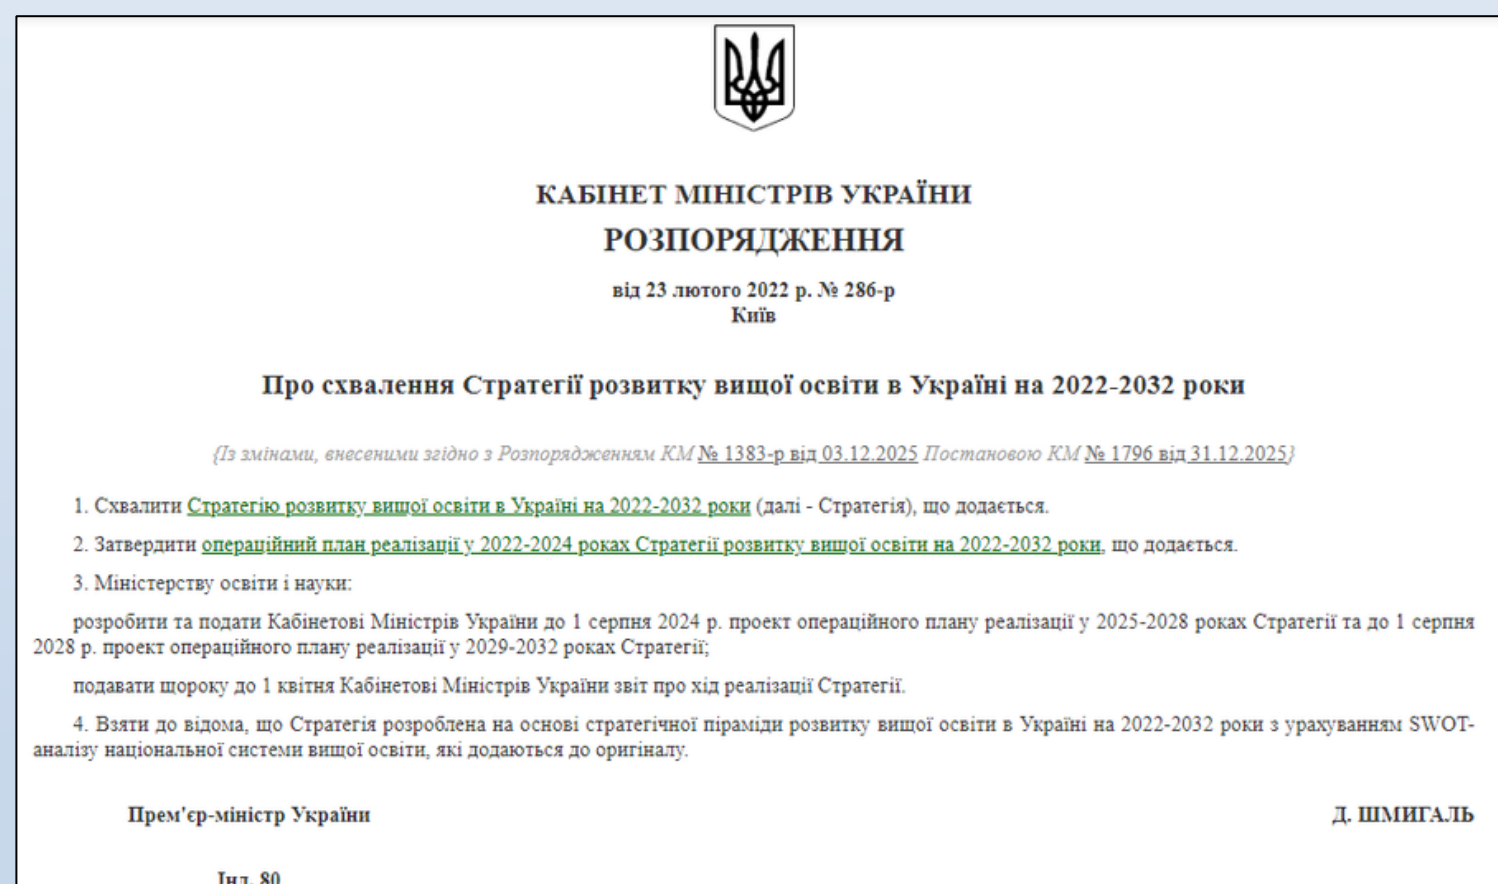 КАБІНЕТ МІНІСТРІВ УКРАЇНИ
РОЗПОРЯДЖЕННЯ
від 23 лютого 2022 р. № 286-р
Київ
Про схвалення Стратегії розвитку вищої освіти в Україні на 2022-2032 роки
{Із змінами, внесеними згідно з Розпорядженням КМ № 1383-р від 03.12.2025 Постановою КМ № 1796 від 31.12.2025}
1. Схвалити Стратегію розвитку вищої освіти в Україні на 2022-2032 роки (далі - Стратегія), що додається.
2. Затвердити операційний план реалізації у 2022-2024 роках Стратегії розвитку вищої освіти на 2022-2032 роки, що додається.
3. Міністерству освіти і науки:
розробити та подати Кабінетові Міністрів України до 1 серпня 2024 р. проект операційного плану реалізації у 2025-2028 роках Стратегії та до 1 серпня
2028 р. проект операційного плану реалізації у 2029-2032 роках Стратегії;
подавати щороку до 1 квітня Кабінетові Міністрів України звіт про хід реалізації Стратегії.
4. Взяти до відома, що Стратегія розроблена на основі стратегічної піраміди розвитку вищої освіти в Україні на 2022-2032 роки з урахуванням SWOT-
аналізу національної системи вищої освіти, які додаються до оригіналу.
Прем'єр-міністр України Д. ШМИГАЛЬ
Інд. 80